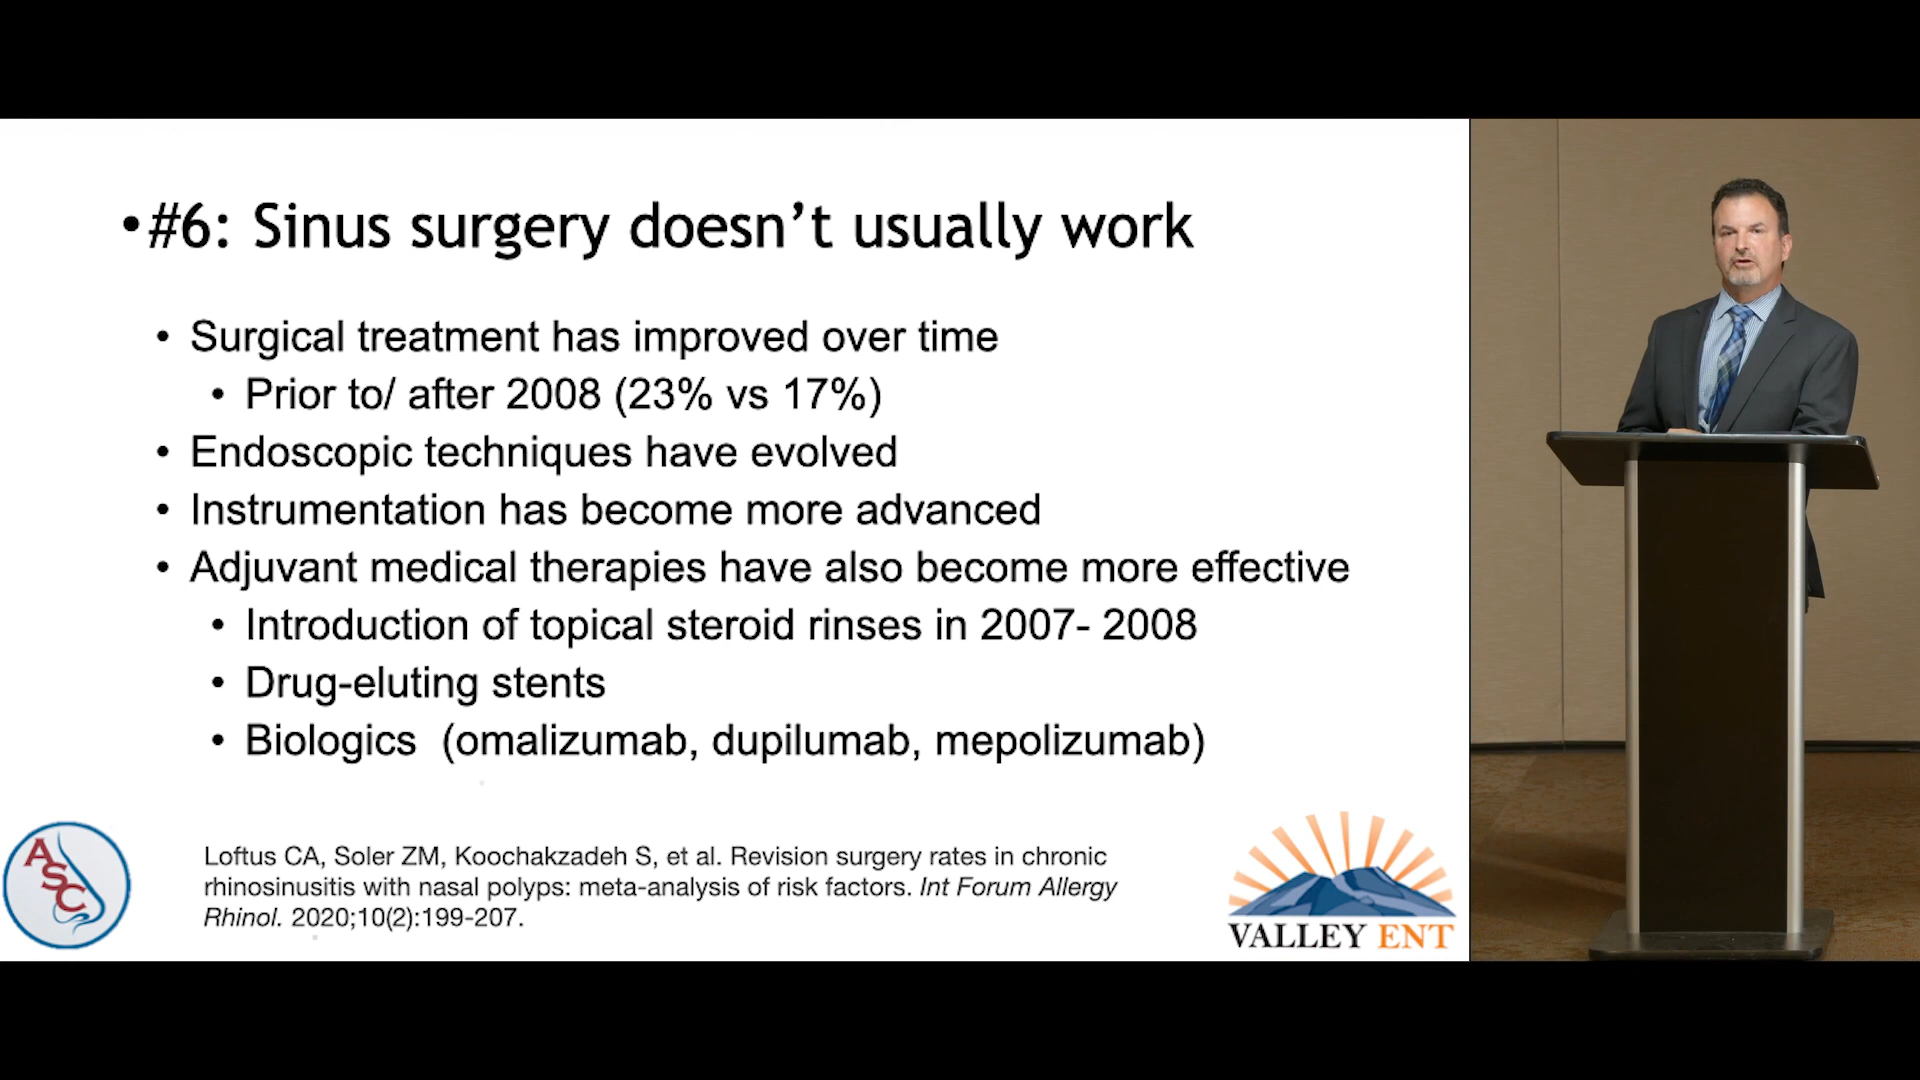 •#6: Sinus surgery doesn’t usually work
• Surgical treatment has improved over time
• Prior to/ after 2008 (23% vs 17%)
• Endoscopic techniques have evolved
• Instrumentation has become more advanced
• Adjuvant medical therapies have also become more effective
• Introduction of topical steroid rinses in 2007- 2008
• Drug-eluting stents
• Biologics  (omalizumab, dupilumab, mepolizumab)
ASC
Loftus CA, Soler ZM, Koochakzadeh S, et al. Revision surgery rates in chronic
rhinosinusitis with nasal polyps: meta-analysis of risk factors. Int Forum Allergy
Rhinol. 2020;10(2):199-207.
VALLEY ENT